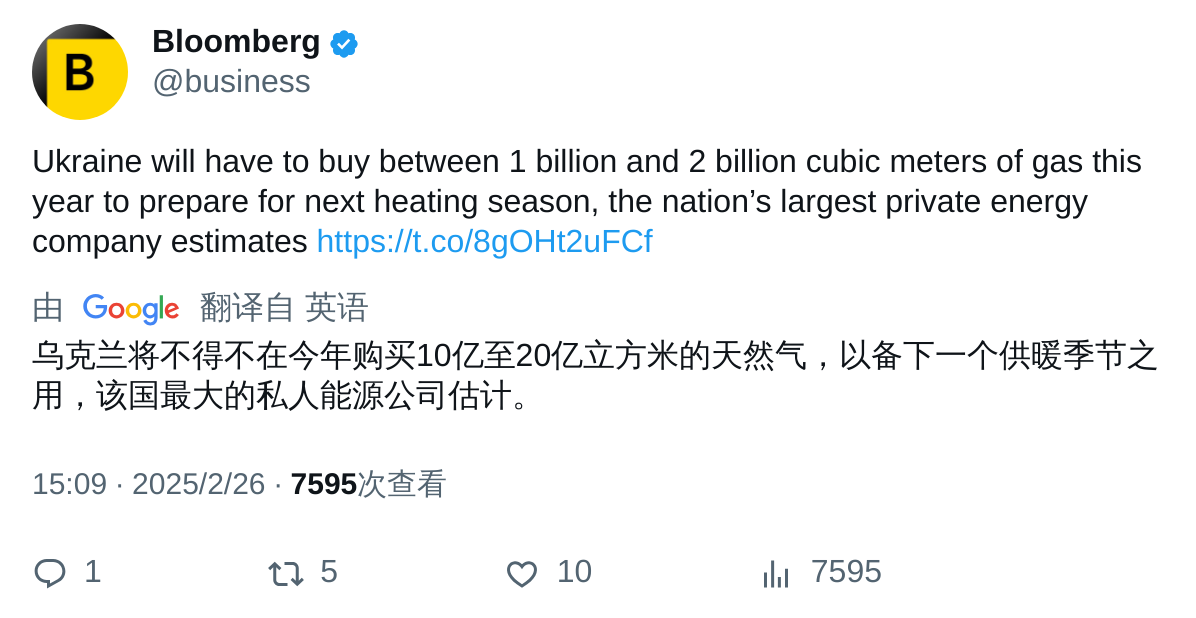 B
Bloomberg
@business
Ukraine will have to buy between 1 billion and 2 billion cubic meters of gas this
year to prepare for next heating season, the nation’s largest private energy
company estimates https://t.co/8gOHt2uFCf
由 Google 翻译自 英语
乌克兰将不得不在今年购买10亿至20亿立方米的天然气，以备下一个供暖季节之
用，该国最大的私人能源公司估计。
15:09 · 2025/2/26 · 7595次查看
1 5 10 7595